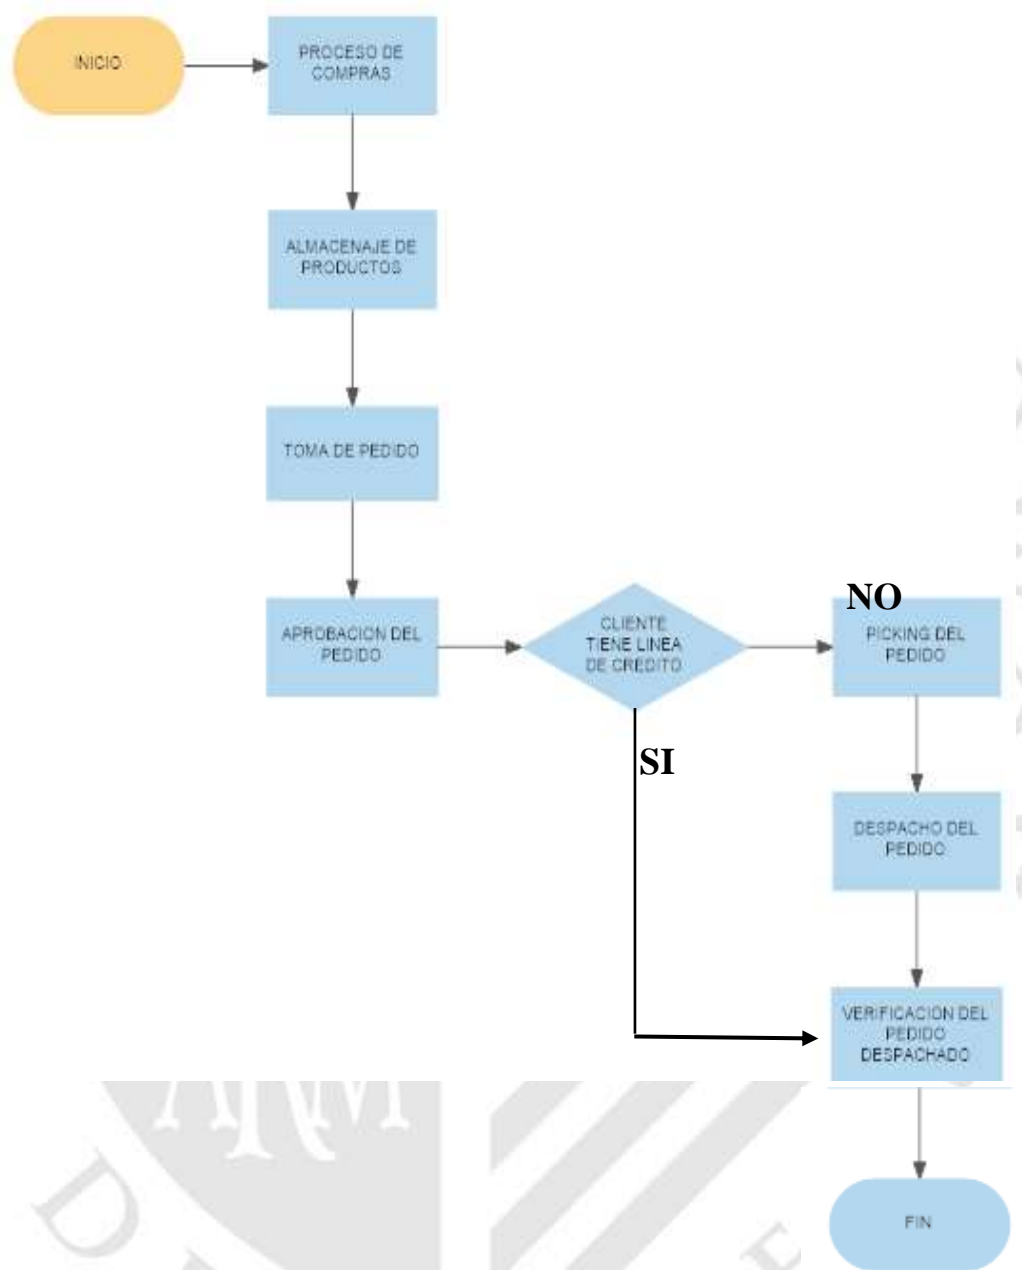 INICIO
PROCESO DE
COMPRAS
ALMACENAJE DE
PRODUCTOS
TOMA DE PEDIDO
APROBACION DEL
PEDIDO
CLIENTE
TIENE LINEA
DE CREDITO
NO
PICKING DEL
PEDIDO
SI
DESPACHO DEL
PEDIDO
VERIFICACION DEL
PEDIDO
DESPACHADO
FIN